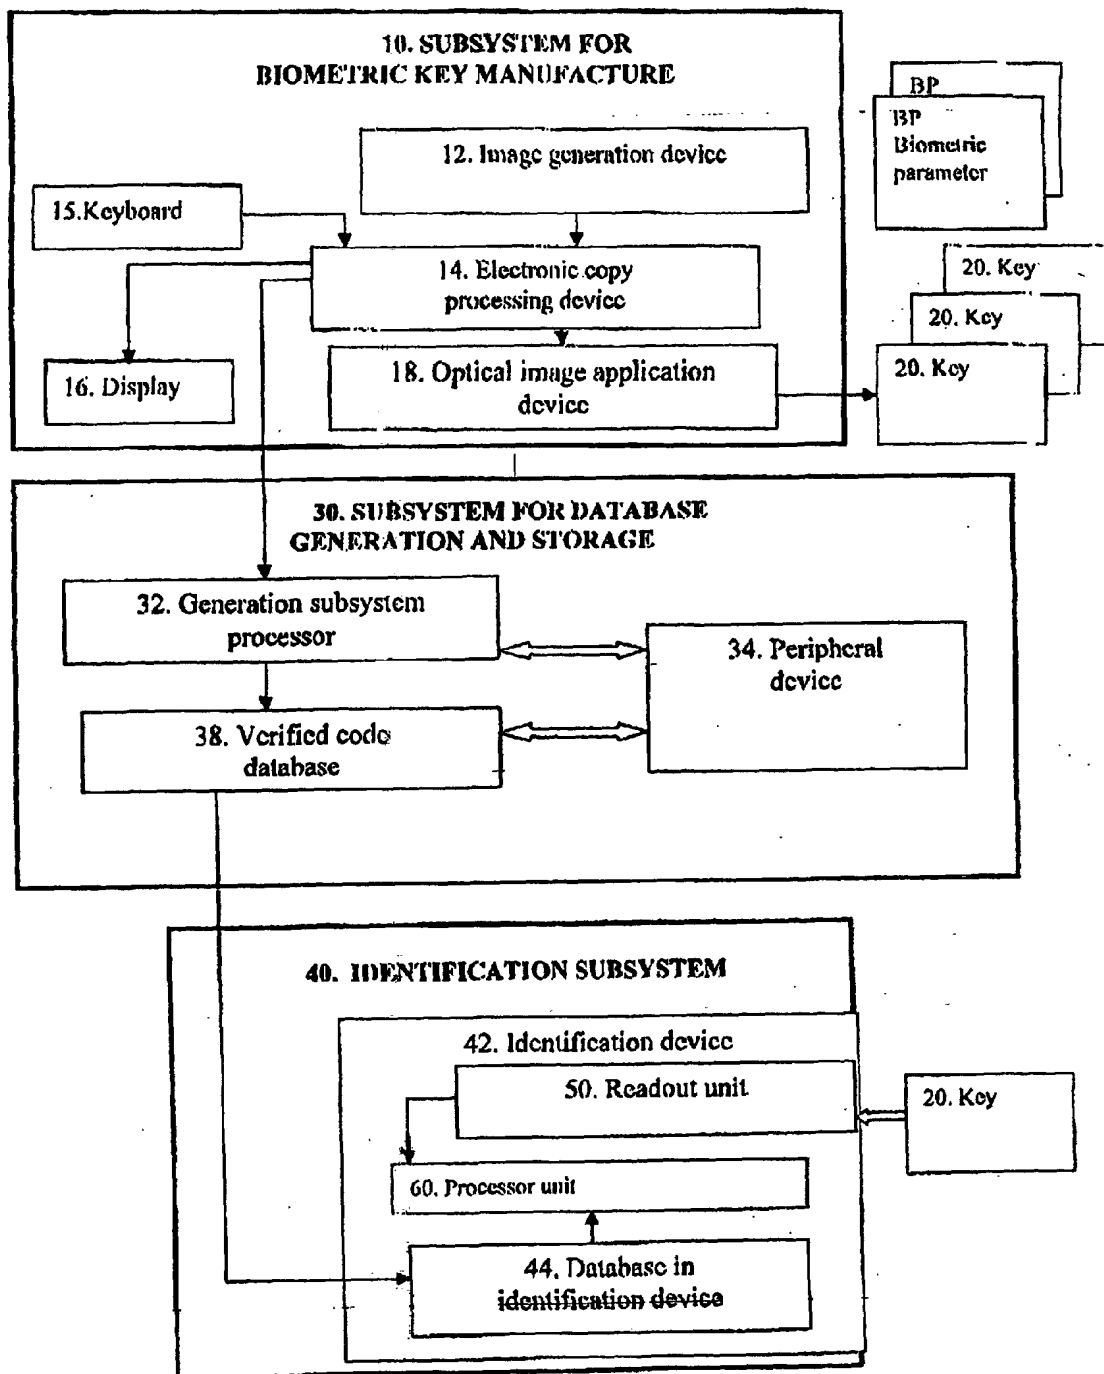 10. SUBSYSTEM FOR
BIOMETRIC KEY MANUFACTURE
BP
BP
Biometric
parameter
12. Image generation
device
15.Keyboard
14. Electronic copy
processing device
20. Key
20. Key
20. Key
16. Display
18. Optical image application
device
30. SUBSYSTEM FOR DATABASE
GENERATION AND STORAGE
32. Generation subsystem
processor
34. Peripheral
device
38. Verified code
database
40. IDENTIFICATION SUBSYSTEM
42. Identification device
50. Readout unit
20. Key
60. Processor unit
44. Database in
identification device